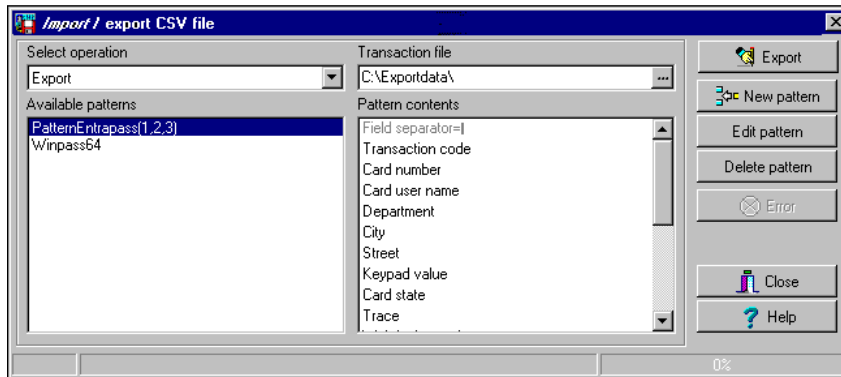 Import / export CSV file
Select operation
Transaction file
Export
C:\Exportdata\
...
Available patterns
Pattern contents
PatternEntrapass(1,2,3)
Winpass64
Field separator=|
Transaction code
Card number
Card user name
Department
City
Street
Keypad value
Card state
Trace
Export
New pattern
Edit pattern
Delete pattern
Error
Close
Help
0%